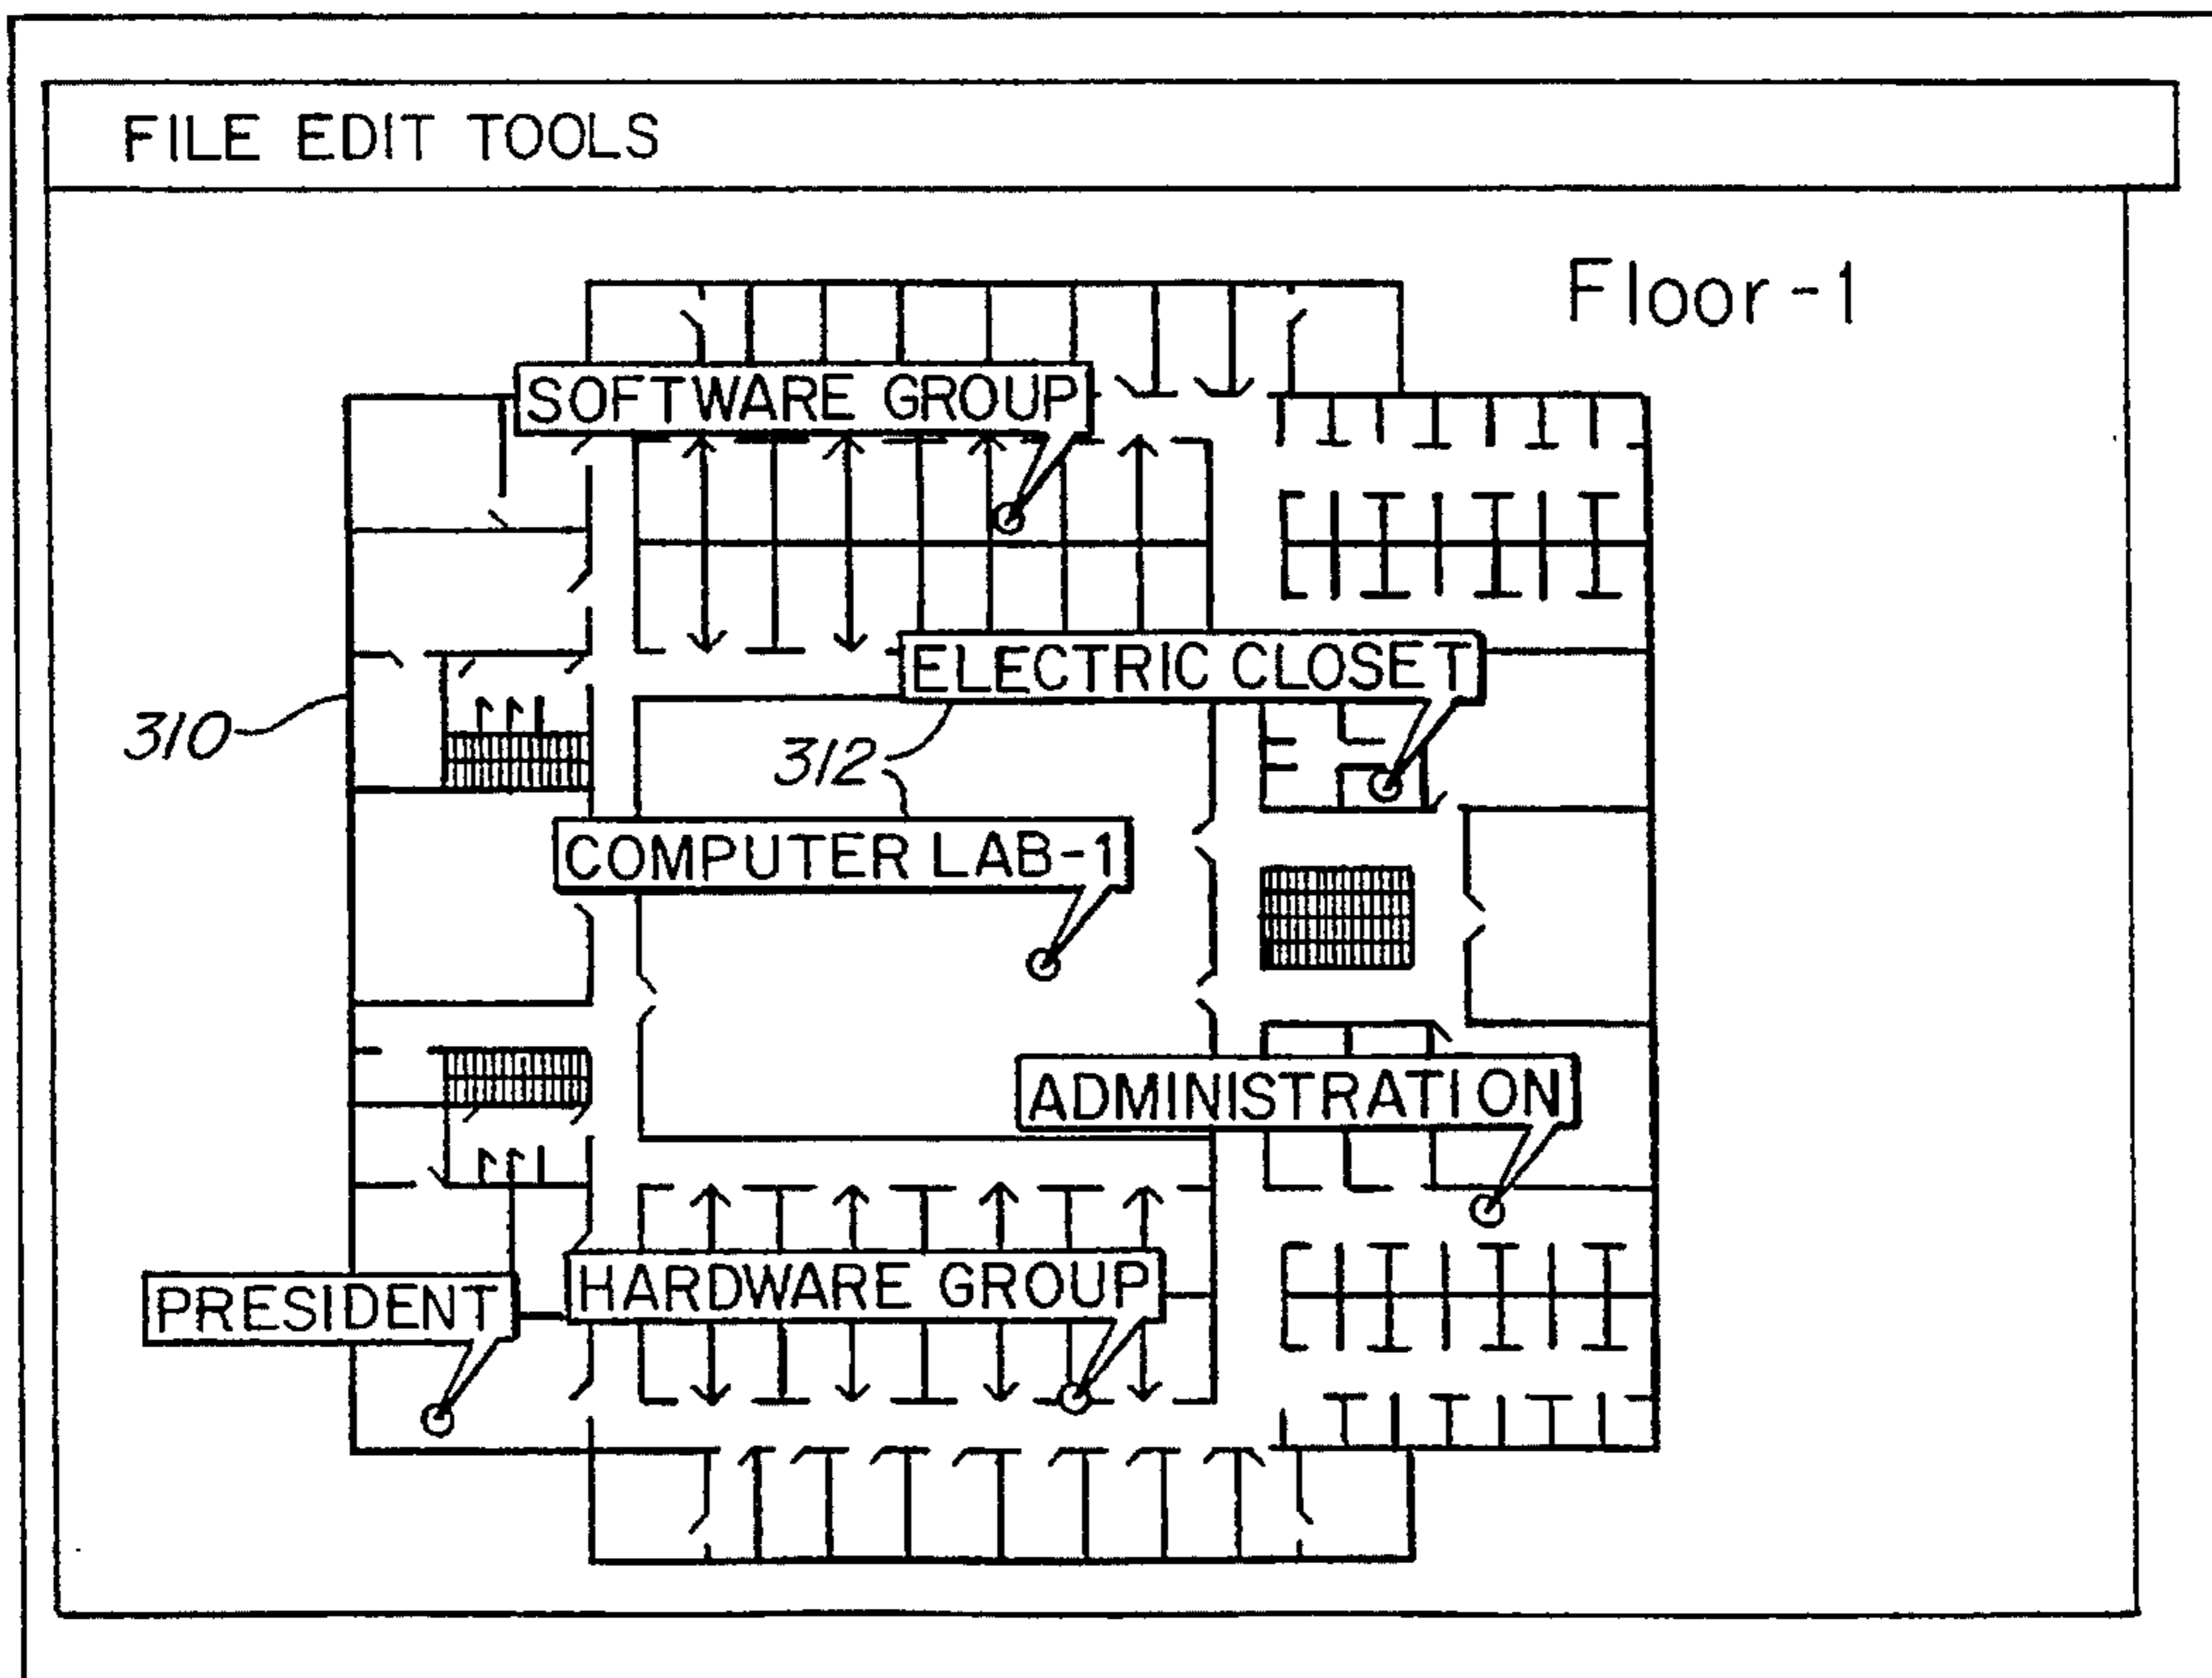 FILE EDIT TOOLS
Floor-1
SOFTWARE GROUP
ELECTRIC CLOSET
310
312
COMPUTER LAB-1
ADMINISTRATION
HARDWARE GROUP
PRESIDENT